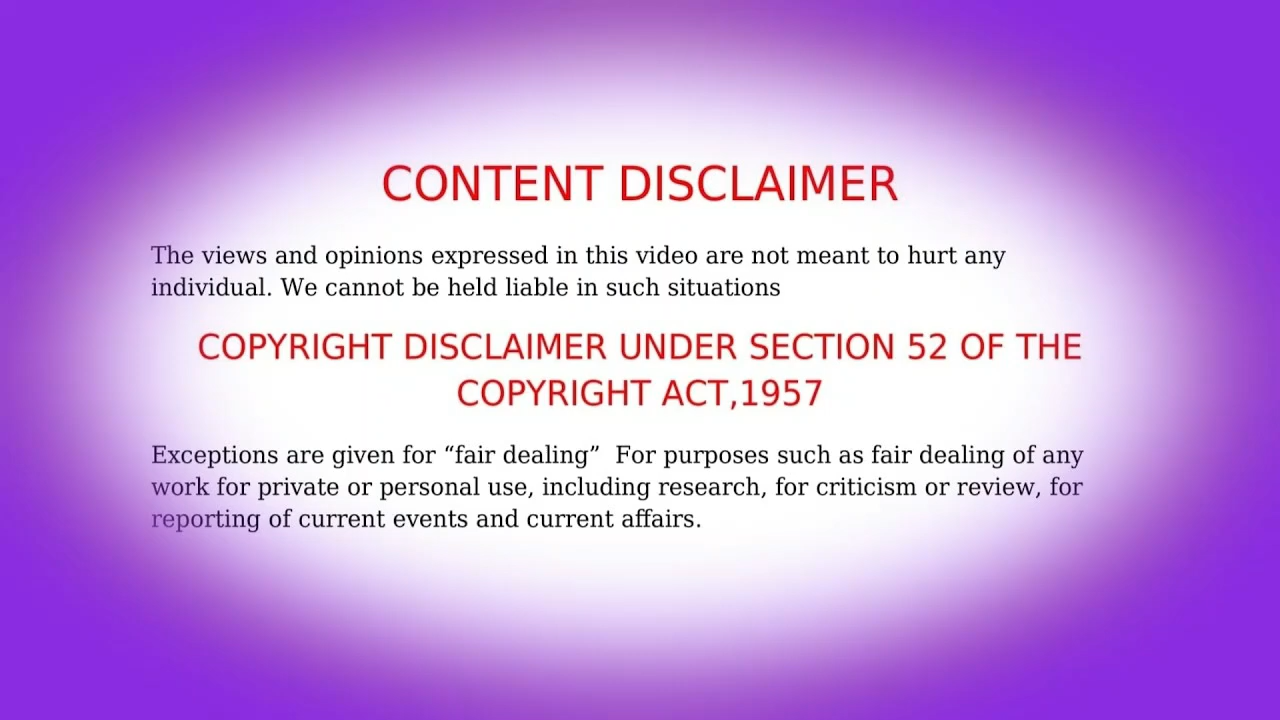 CONTENT DISCLAIMER
The views and opinions expressed in this video are not meant to hurt any
individual. We cannot be held liable in such situations
COPYRIGHT DISCLAIMER UNDER SECTION 52 OF THE
COPYRIGHT ACT,1957
Exceptions are given for “fair dealing”  For purposes such as fair dealing of any
work for private or personal use, including research, for criticism or review, for
reporting of current events and current affairs.